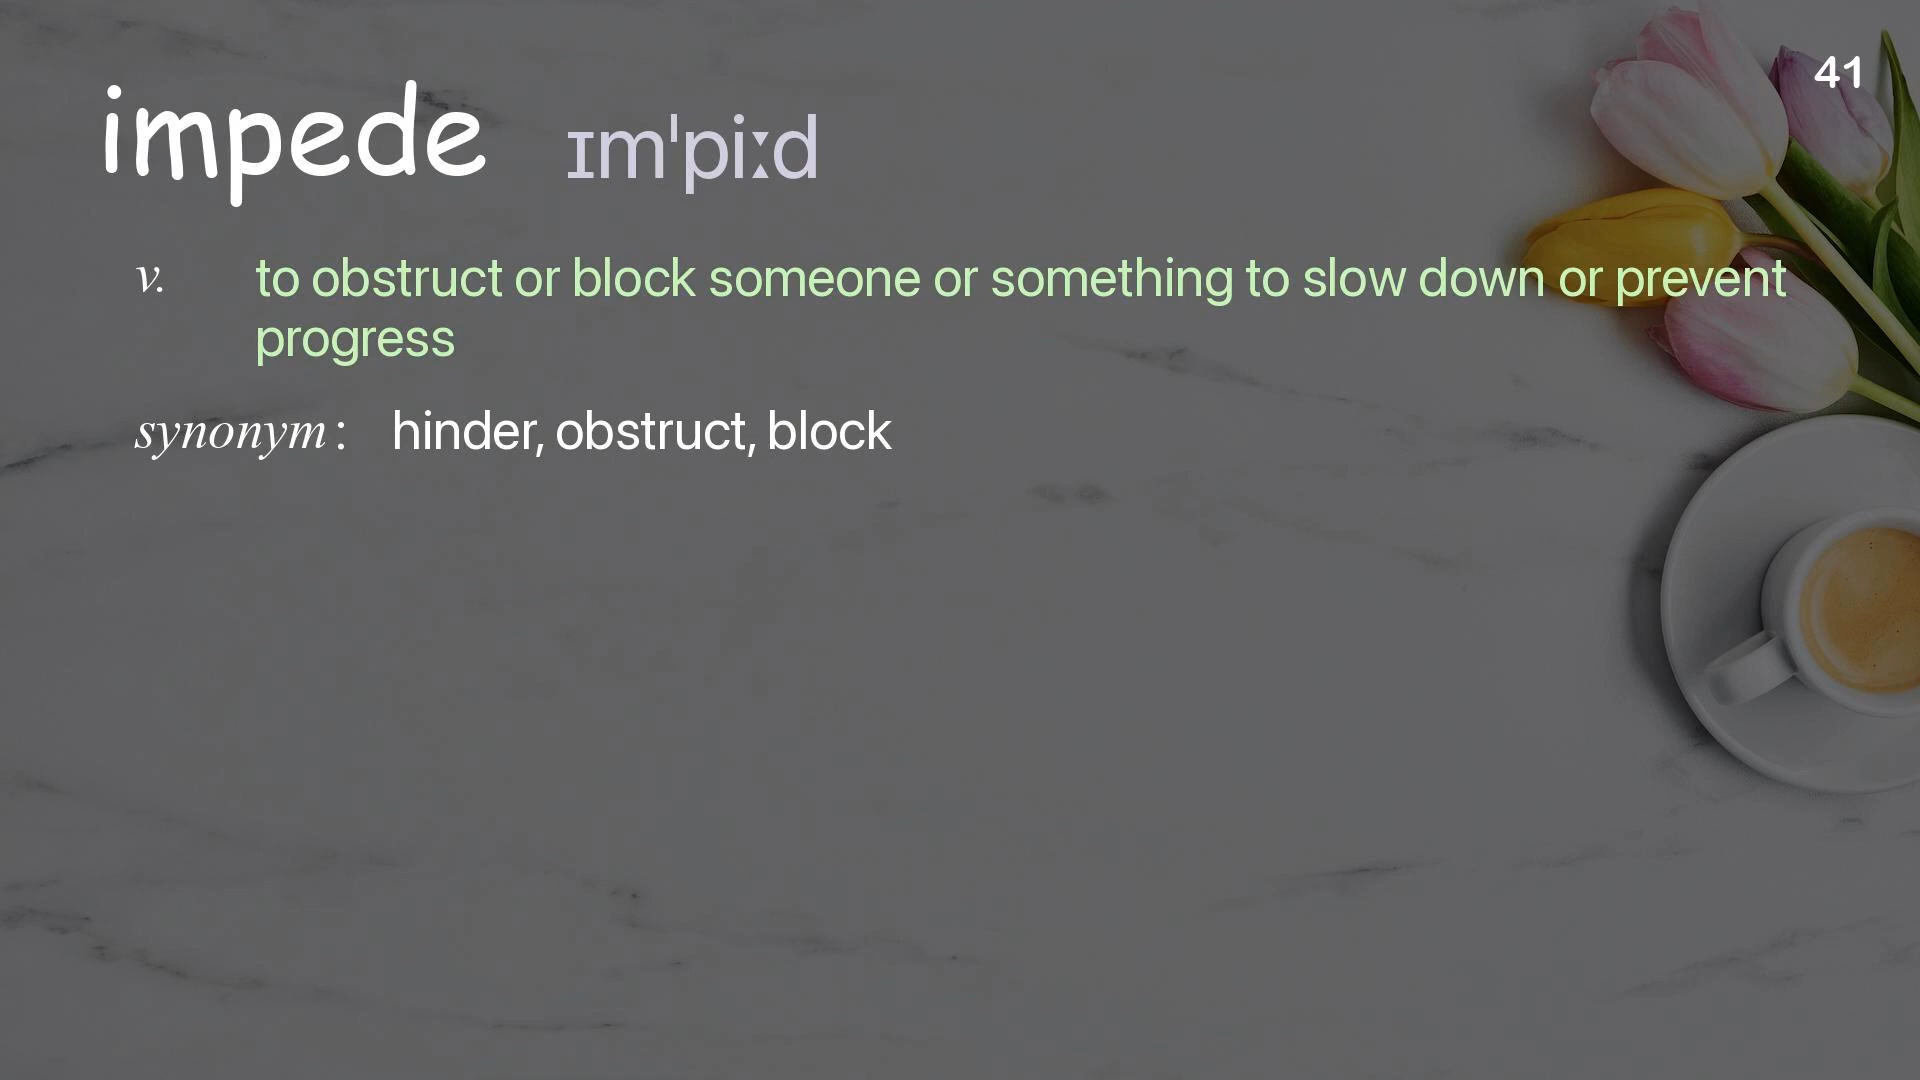 41
impede ɪmˈpiːd
v. to obstruct or block someone or something to slow down or prevent
progress
synonym : hinder, obstruct, block